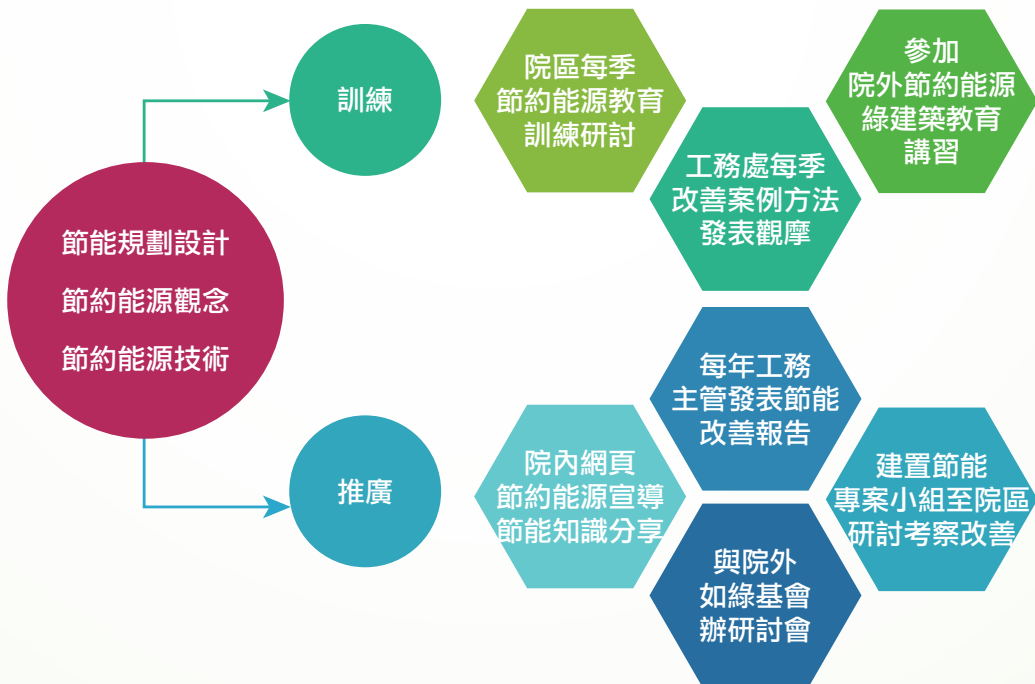 節能規劃設計
節約能源觀念
節約能源技術
訓練
院區每季
節約能源教育
訓練研討
工務處每季
改善案例方法
發表觀摩
參加
院外節約能源
綠建築教育
講習
推廣
院內網頁
節約能源宣導
節能知識分享
每年工務
主管發表節能
改善報告
與院外
如綠基會
辦研討會
建置節能
專案小組至院區
研討考察改善